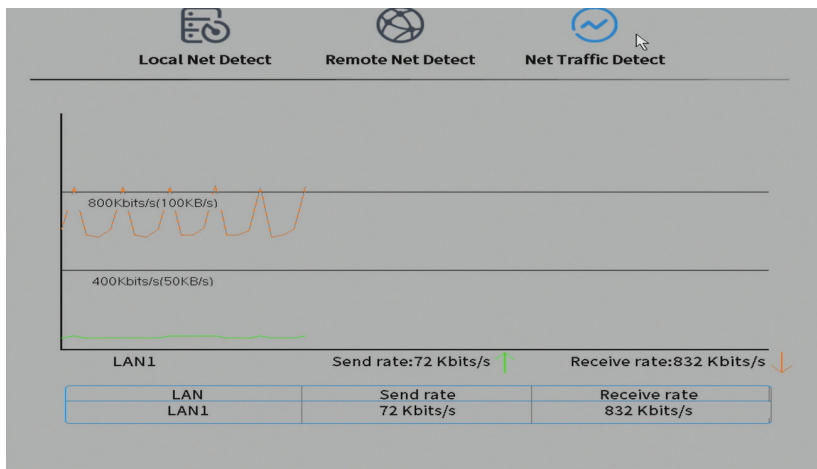 Local Net Detect Remote Net Detect Net Traffic Detect
800Kbits/s(100KB/s)
400Kbits/s(50KB/s)
LAN1 Send rate:72 Kbits/s Receive rate:832 Kbits/s
LAN Send rate Receive rate
LAN1 72 Kbits/s 832 Kbits/s